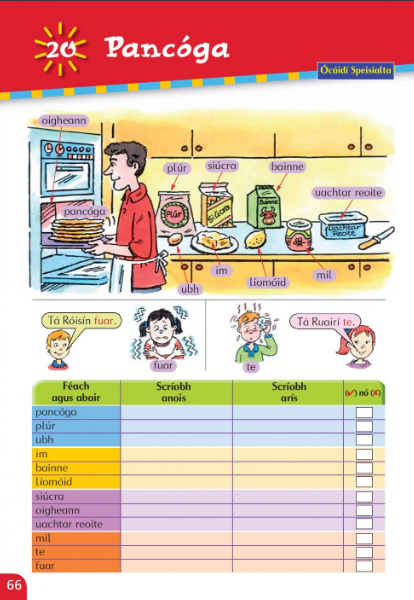 20 Pancóga
Ócáidí Speisialta
oigheann
plúr
siúcra
bainne
uachtar reoite
pancóga
Plúr
Siúcra
Bainne
Uachtar
Reoite
im
líomóid
mil
ubh
Tá Róisín fuar.
Tá Ruairí te.
fuar
te
Féach
agus abair
Scríobh
anois
Scríobh
arís
(✔) nó (✘)
pancóga
plúr
ubh
im
bainne
líomóid
siúcra
oigheann
uachtar reoite
mil
te
fuar
66